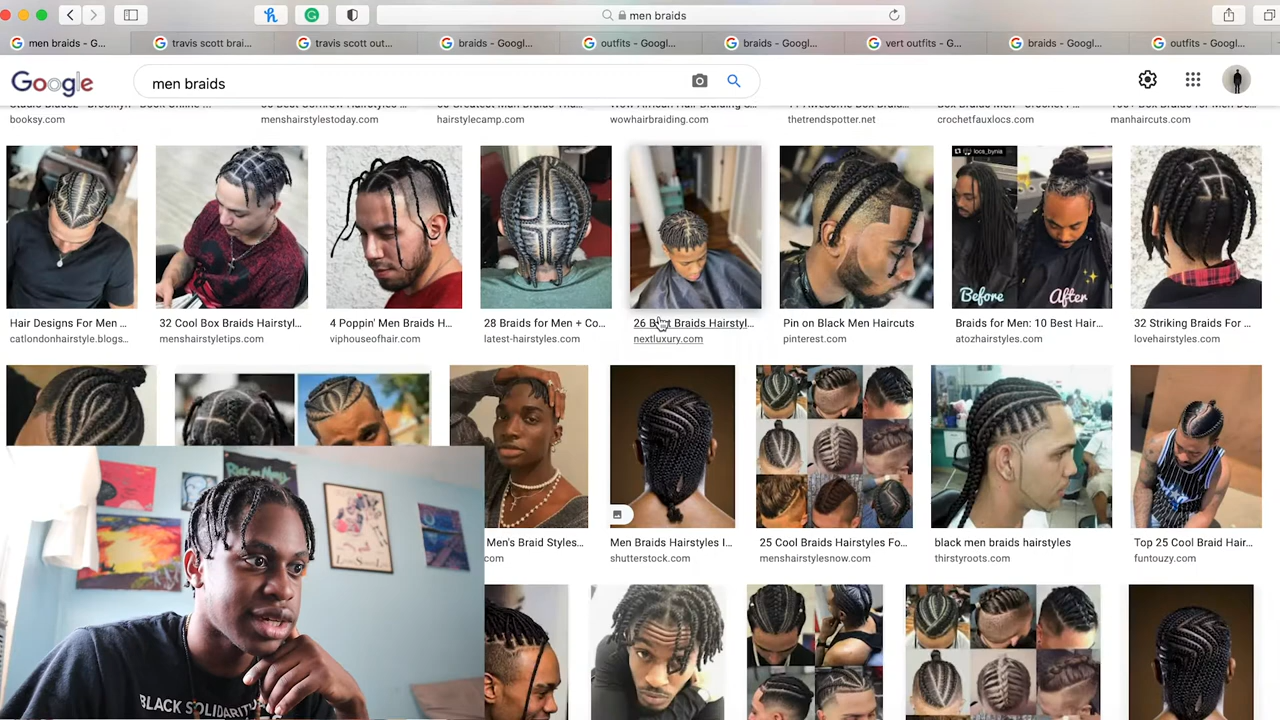 men braids
men braids - G...
travis scott brai...
travis scott out...
braids - Googl...
outfits - Googl...
braids - Googl...
vert outfits - G...
braids - Googl...
outfits - Googl...
Google
men braids
booksy.com
menshairstylestoday.com
hairstylecamp.com
wowhairbraiding.com
thetrendspotter.net
crochetfauxlocs.com
manhaircuts.com
locs_bynia
Before
After
Hair Designs For Men ...
32 Cool Box Braids Hairstyl...
4 Poppin' Men Braids H...
28 Braids for Men + Co...
26 Best Braids Hairstyl...
Pin on Black Men Haircuts
Braids for Men: 10 Best Hair...
32 Striking Braids For ...
catlondonhairstyle.blogs...
menshairstyletips.com
viphouseofhair.com
latest-hairstyles.com
nextluxury.com
pinterest.com
atozhairstyles.com
lovehairstyles.com
Men's Braid Styles...
Men Braids Hairstyles I...
25 Cool Braids Hairstyles Fo...
black men braids hairstyles
Top 25 Cool Braid Hair...
shutterstock.com
menshairstylesnow.com
thirstyroots.com
funtouzy.com
RICK AND MORTY
BLACK SOLIDARITY